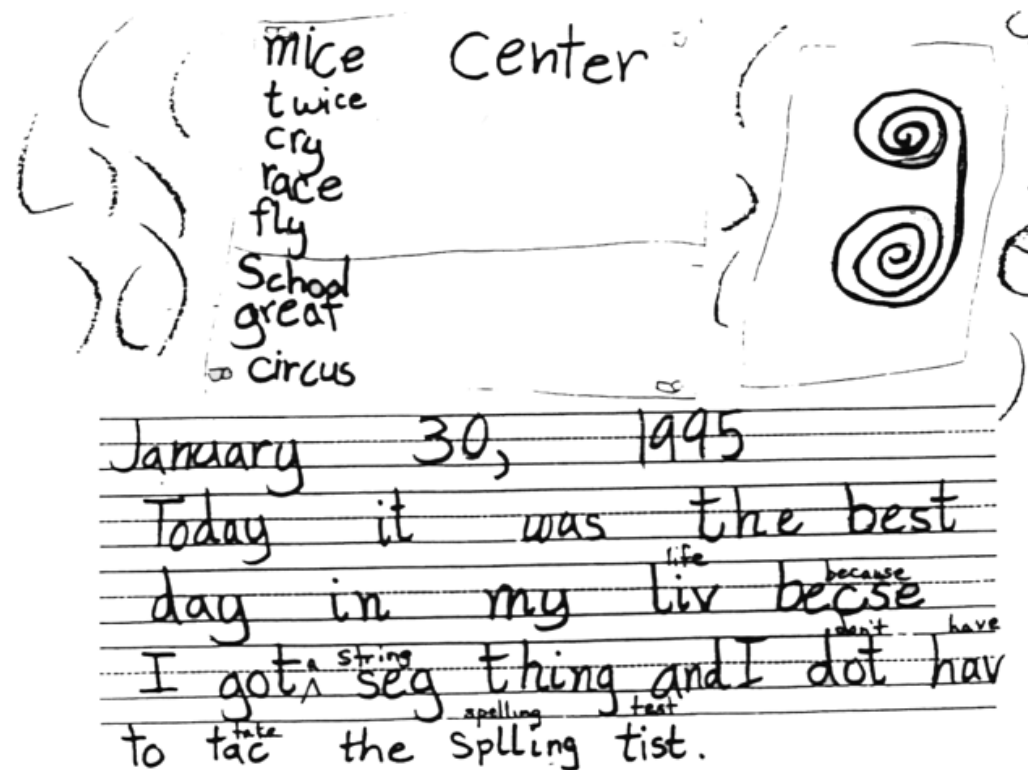 mice Center
twice
cry
race
fly
School
great
circus
January 30, 1995
Today it was the best
life because
day in my liv becse
don't have
a string
I got seg thing and I dot hav
take spelling test
to tac the splling tist.